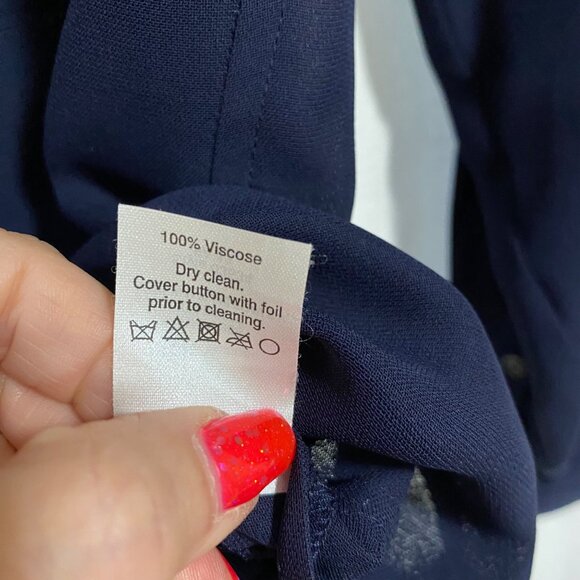 100% Viscose
Dry clean.
Cover button with foil
prior to cleaning.